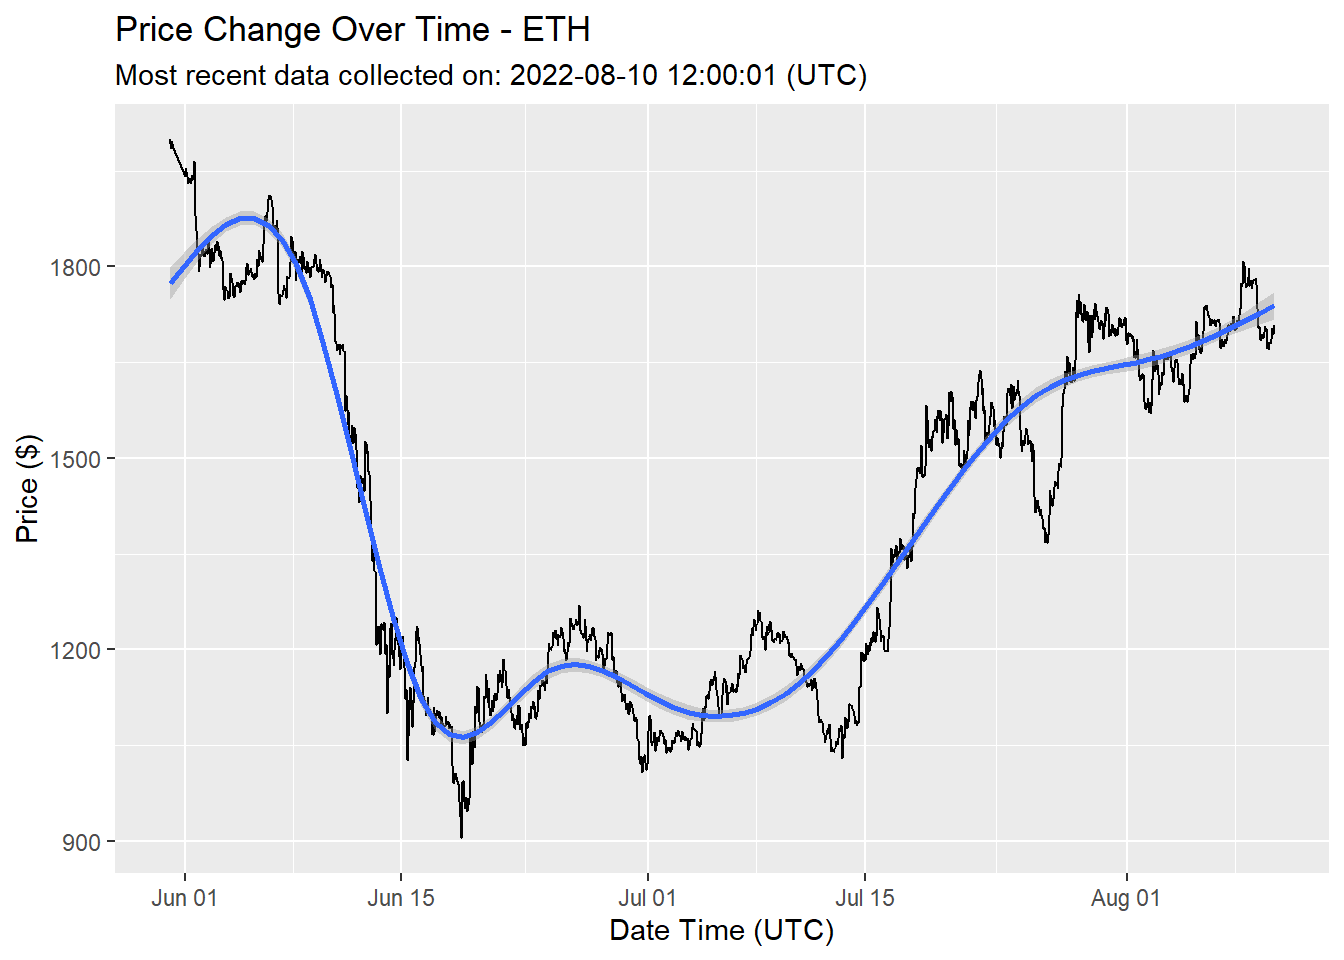 Price Change Over Time - ETH
Most recent data collected on: 2022-08-10 12:00:01 (UTC)
Price ($)
1800
1500
1200
900
Jun 01
Jun 15
Jul 01
Jul 15
Aug 01
Date Time (UTC)